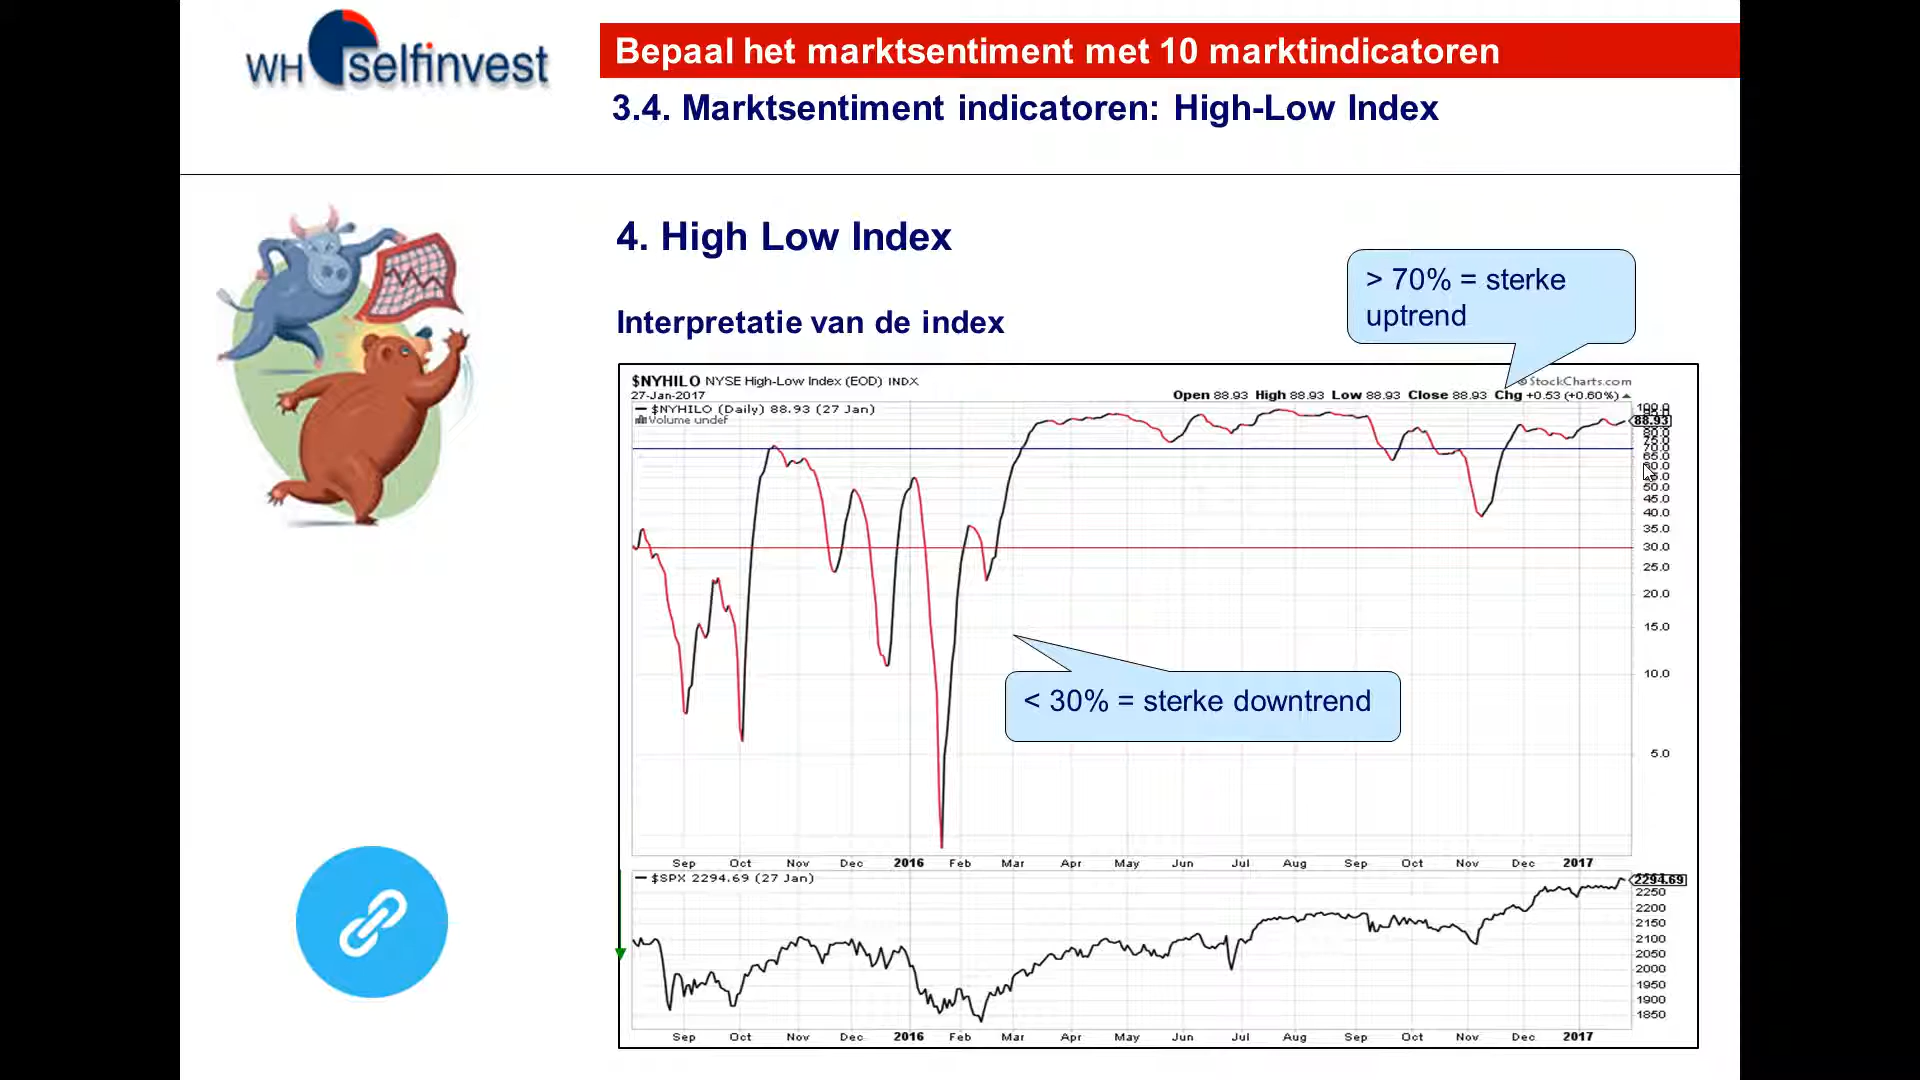 WH selfinvest
Bepaal het marktsentiment met 10 marktindicatoren
3.4. Marktsentiment indicatoren: High-Low Index
4. High Low Index
> 70% = sterke
uptrend
Interpretatie van de index
$NYHILO NYSE High-Low Index (EOD) INDX
© StockCharts.com
27-Jan-2017
Open 88.93 High 88.93 Low 88.93 Close 88.93 Chg +0.53 (+0.60%)
$NYHILO (Daily) 88.93 (27 Jan)
Volume undef
100.0
88.93
80.0
75.0
70.0
65.0
60.0
50.0
45.0
40.0
35.0
30.0
25.0
20.0
15.0
10.0
5.0
< 30% = sterke downtrend
Sep Oct Nov Dec 2016 Feb Mar Apr May Jun Jul Aug Sep Oct Nov Dec 2017
$SPX 2294.69 (27 Jan)
2294.69
2250
2200
2150
2100
2050
2000
1950
1900
1850
Sep Oct Nov Dec 2016 Feb Mar Apr May Jun Jul Aug Sep Oct Nov Dec 2017